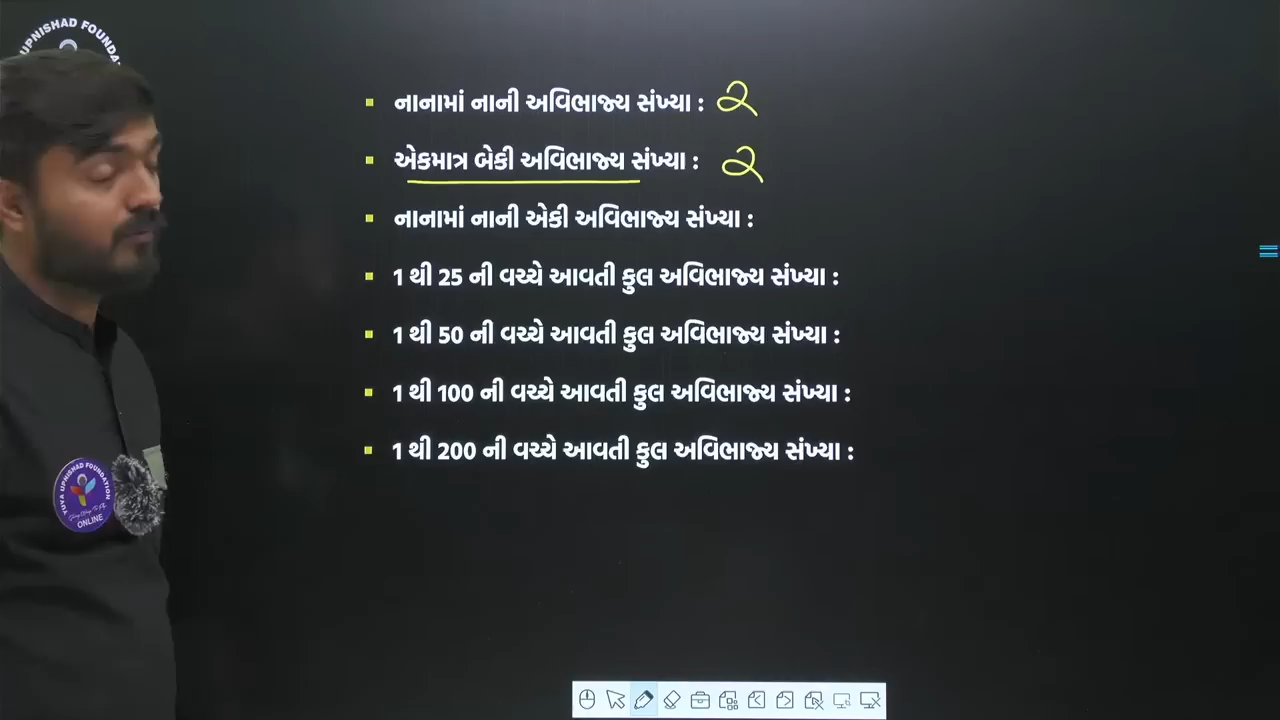 UPNISHAD FOUNDA
નાનામાં નાની અવિભાજ્ય સંખ્યા : 2
એકમાત્ર બેકી અવિભાજ્ય સંખ્યા : 2
નાનામાં નાની એકી અવિભાજ્ય સંખ્યા :
1 થી 25 ની વચ્ચે આવતી કુલ અવિભાજ્ય સંખ્યા :
1 થી 50 ની વચ્ચે આવતી કુલ અવિભાજ્ય સંખ્યા :
1 થી 100 ની વચ્ચે આવતી કુલ અવિભાજ્ય સંખ્યા :
1 થી 200 ની વચ્ચે આવતી કુલ અવિભાજ્ય સંખ્યા :
YUVA UPNISHAD FOUNDATION
ONLINE